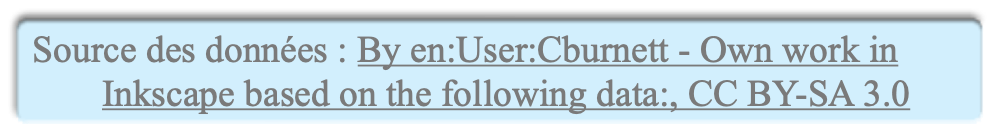 Source des données : By en:User:Cburnett - Own work in
Inkscape based on the following data:, CC BY-SA 3.0